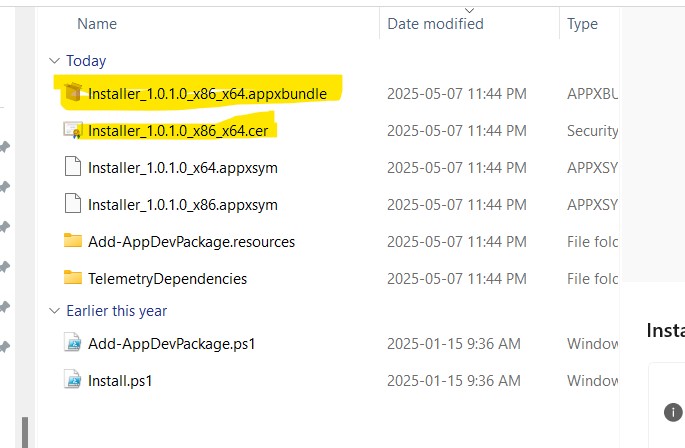 Name Date modified Type
Today
Installer_1.0.1.0_x86_x64.appxbundle 2025-05-07 11:44 PM APPXBU
Installer_1.0.1.0_x86_x64.cer 2025-05-07 11:44 PM Security
Installer_1.0.1.0_x64.appxsym 2025-05-07 11:44 PM APPXSY
Installer_1.0.1.0_x86.appxsym 2025-05-07 11:44 PM APPXSY
Add-AppDevPackage.resources 2025-05-07 11:44 PM File fold
TelemetryDependencies 2025-05-07 11:44 PM File fold
Earlier this year
Add-AppDevPackage.ps1 2025-01-15 9:36 AM Window
Install.ps1 2025-01-15 9:36 AM Window
Insta